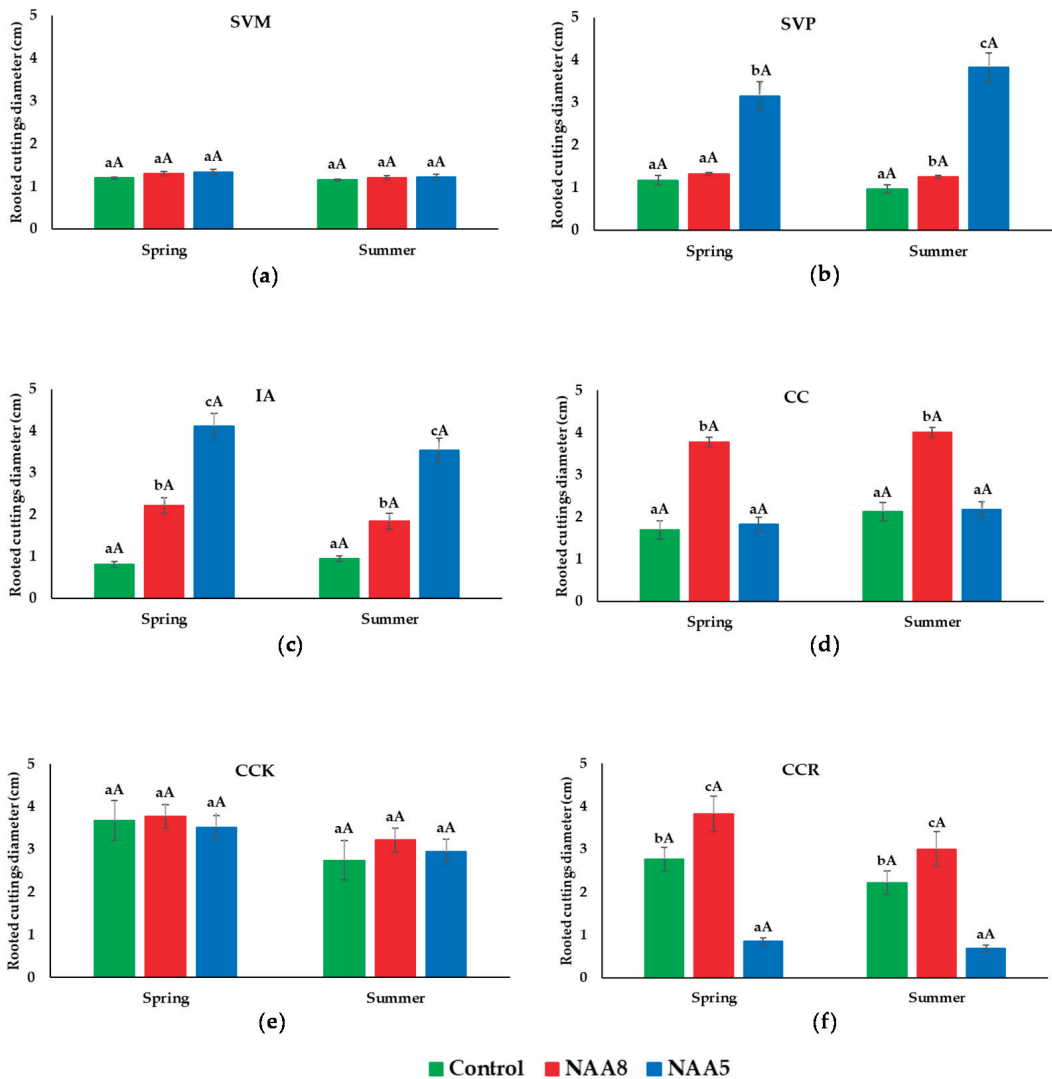 SVM
Rooted cuttings diameter (cm)
5
4
3
2
1
0
aA aA aA aA aA aA
Spring Summer
(a)
SVP
Rooted cuttings diameter (cm)
5
4
3
2
1
0
aA aA bA aA bA cA
Spring Summer
(b)
IA
Rooted cuttings diameter (cm)
5
4
3
2
1
0
aA bA cA aA bA cA
Spring Summer
(c)
CC
Rooted cuttings diameter (cm)
5
4
3
2
1
0
aA bA aA aA bA aA
Spring Summer
(d)
CCK
Rooted cuttings diameter (cm)
5
4
3
2
1
0
aA aA aA aA aA aA
Spring Summer
(e)
CCR
Rooted cuttings diameter (cm)
5
4
3
2
1
0
bA cA aA bA cA aA
Spring Summer
(f)
Control NAA8 NAA5